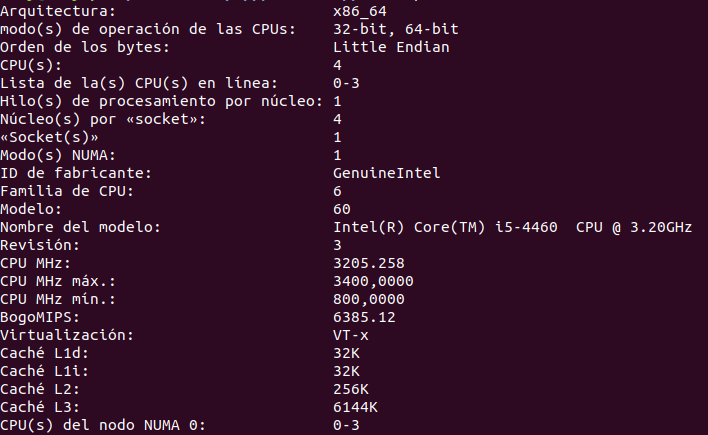 Arquitectura: x86_64
modo(s) de operación de las CPUs: 32-bit, 64-bit
Orden de los bytes: Little Endian
CPU(s): 4
Lista de la(s) CPU(s) en línea: 0-3
Hilo(s) de procesamiento por núcleo: 1
Núcleo(s) por «socket»: 4
«Socket(s)» 1
Modo(s) NUMA: 1
ID de fabricante: GenuineIntel
Familia de CPU: 6
Modelo: 60
Nombre del modelo: Intel(R) Core(TM) i5-4460  CPU @ 3.20GHz
Revisión: 3
CPU MHz: 3205.258
CPU MHz máx.: 3400,0000
CPU MHz mín.: 800,0000
BogoMIPS: 6385.12
Virtualización: VT-x
Caché L1d: 32K
Caché L1i: 32K
Caché L2: 256K
Caché L3: 6144K
CPU(s) del nodo NUMA 0: 0-3